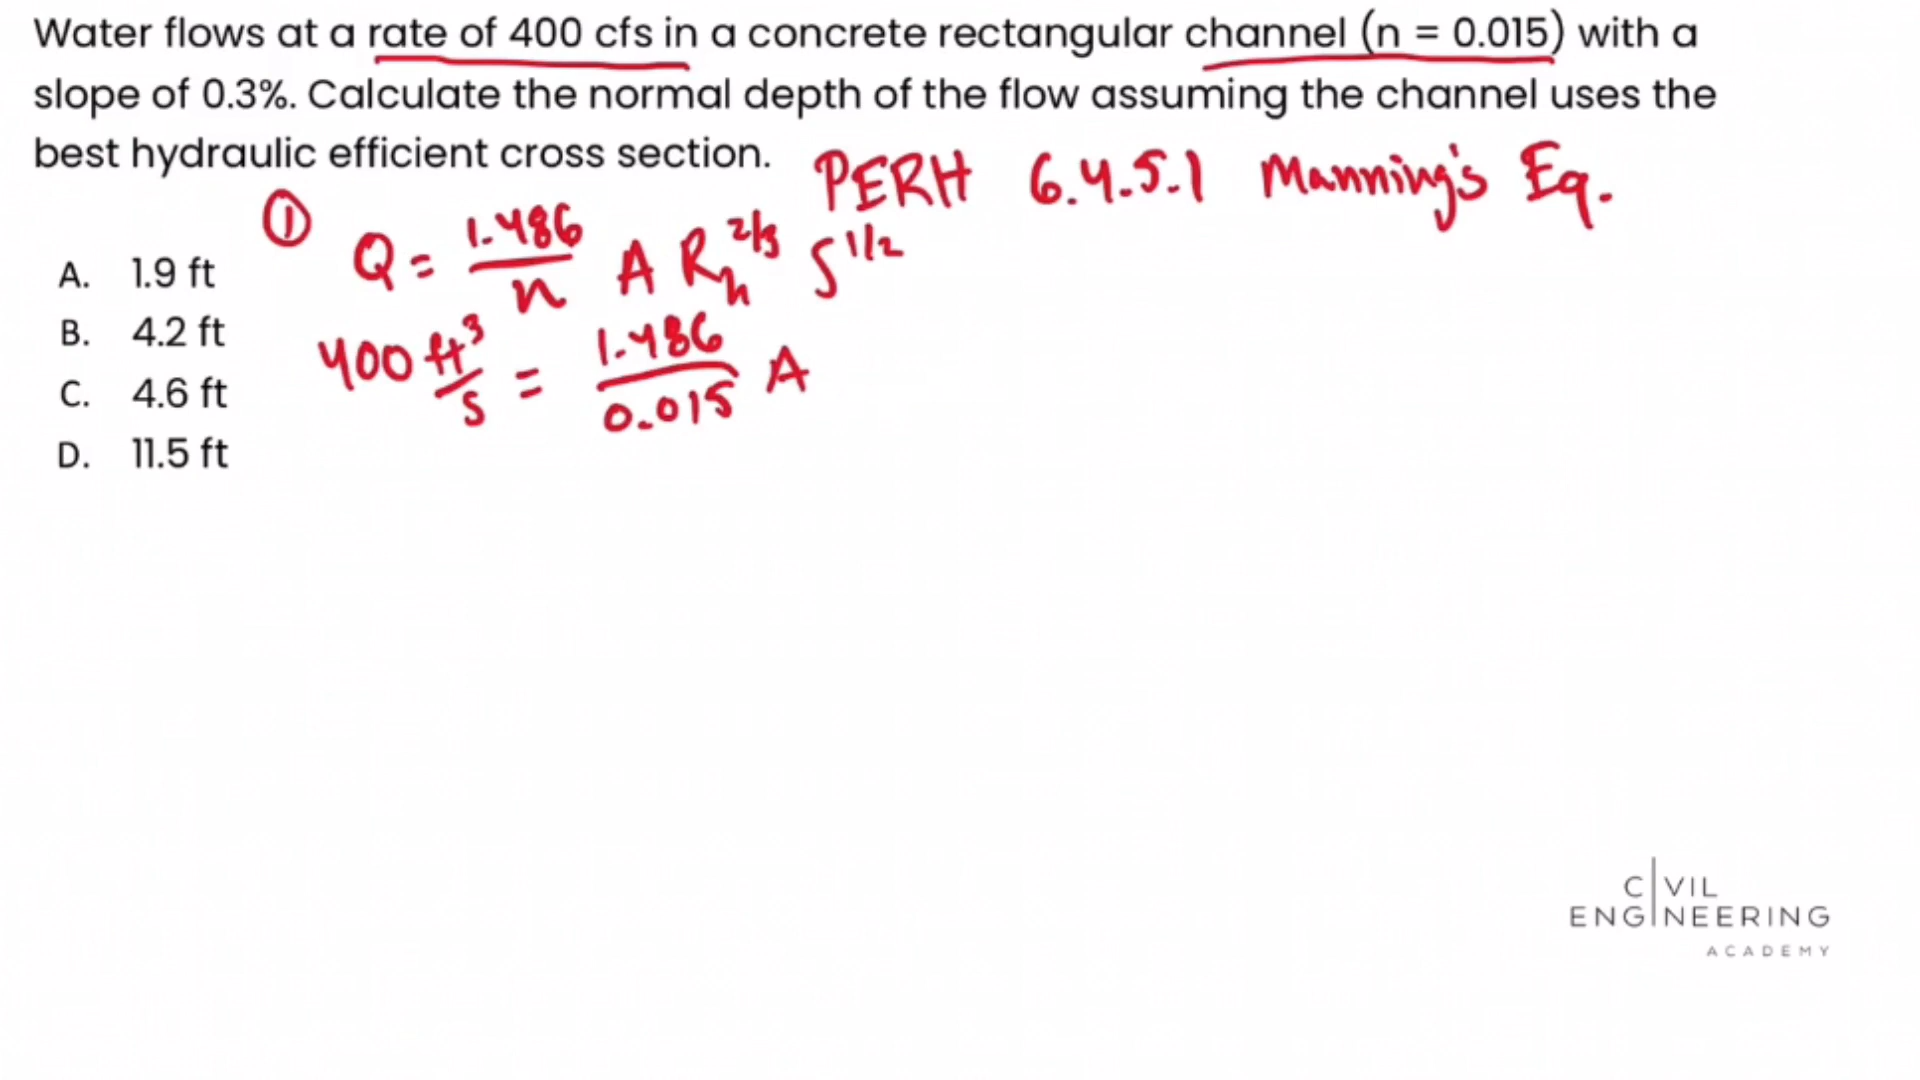 Water flows at a rate of 400 cfs in a concrete rectangular channel (n = 0.015) with a
slope of 0.3%. Calculate the normal depth of the flow assuming the channel uses the
best hydraulic efficient cross section.
PERH 6.4.5.1 Manning's Eq.
① Q = 1.486/n A Rh^2/3 S^1/2
400 ft³/s = 1.486/0.015 A
A. 1.9 ft
B. 4.2 ft
C. 4.6 ft
D. 11.5 ft
CIVIL
ENGINEERING
ACADEMY